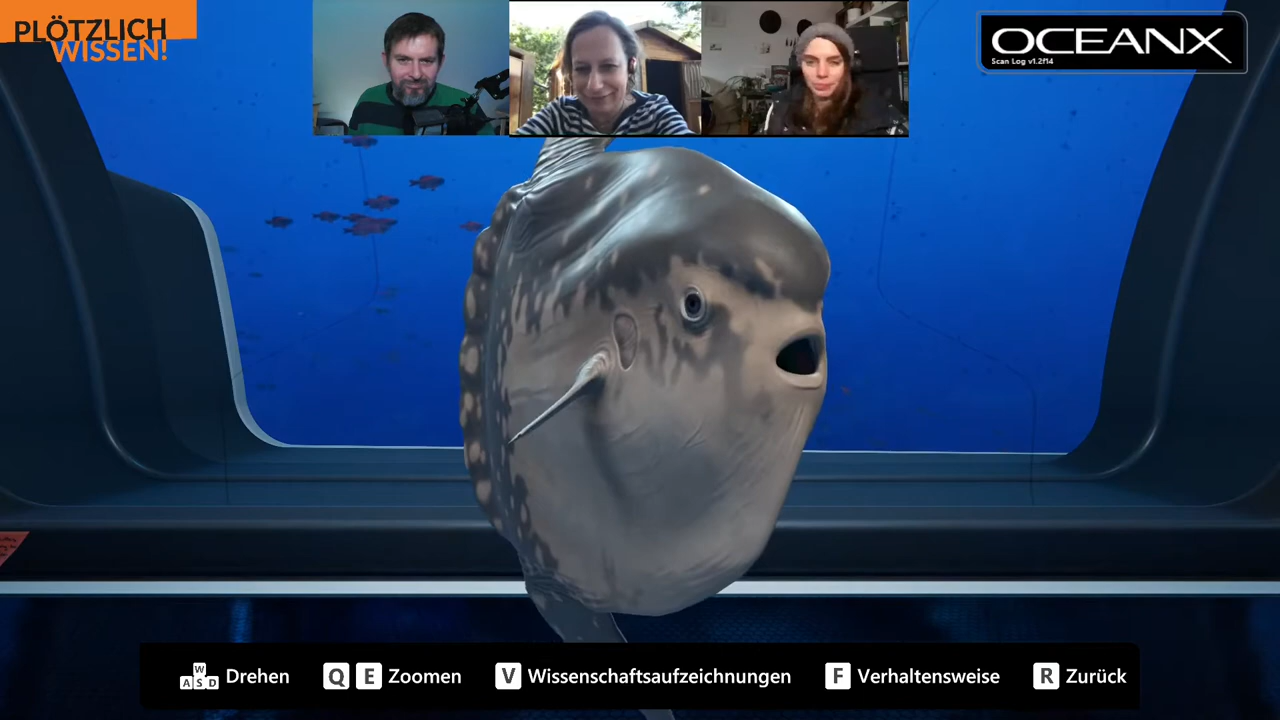 PLÖTZLICH
WISSEN!
OCEANX
Scan Log v1.2f14
W
A S D Drehen
Q E Zoomen
V Wissenschaftsaufzeichnungen
F Verhaltensweise
R Zurück